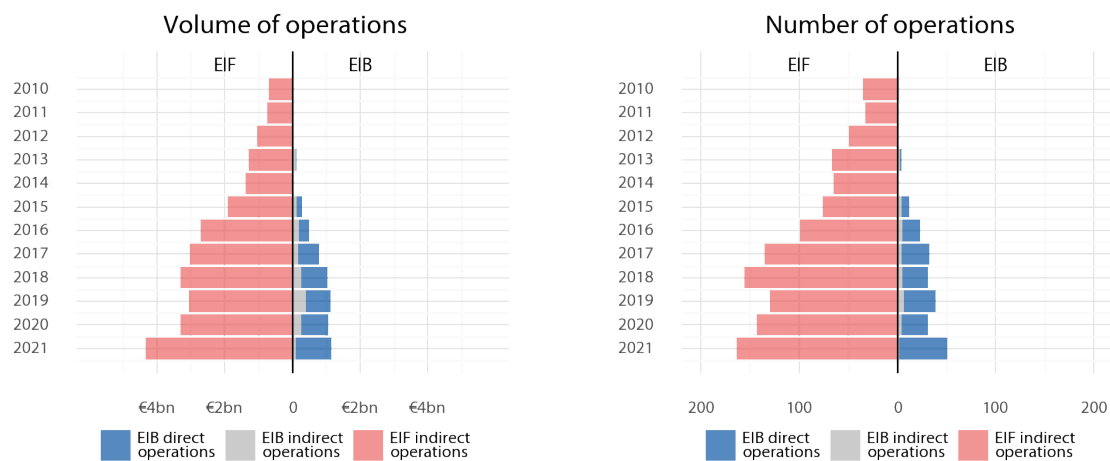 Volume of operations
EIF EIB
2010
2011
2012
2013
2014
2015
2016
2017
2018
2019
2020
2021
€4bn €2bn 0 €2bn €4bn
EIB direct operations
EIB indirect operations
EIF indirect operations
Number of operations
EIF EIB
2010
2011
2012
2013
2014
2015
2016
2017
2018
2019
2020
2021
200 100 0 100 200
EIB direct operations
EIB indirect operations
EIF indirect operations